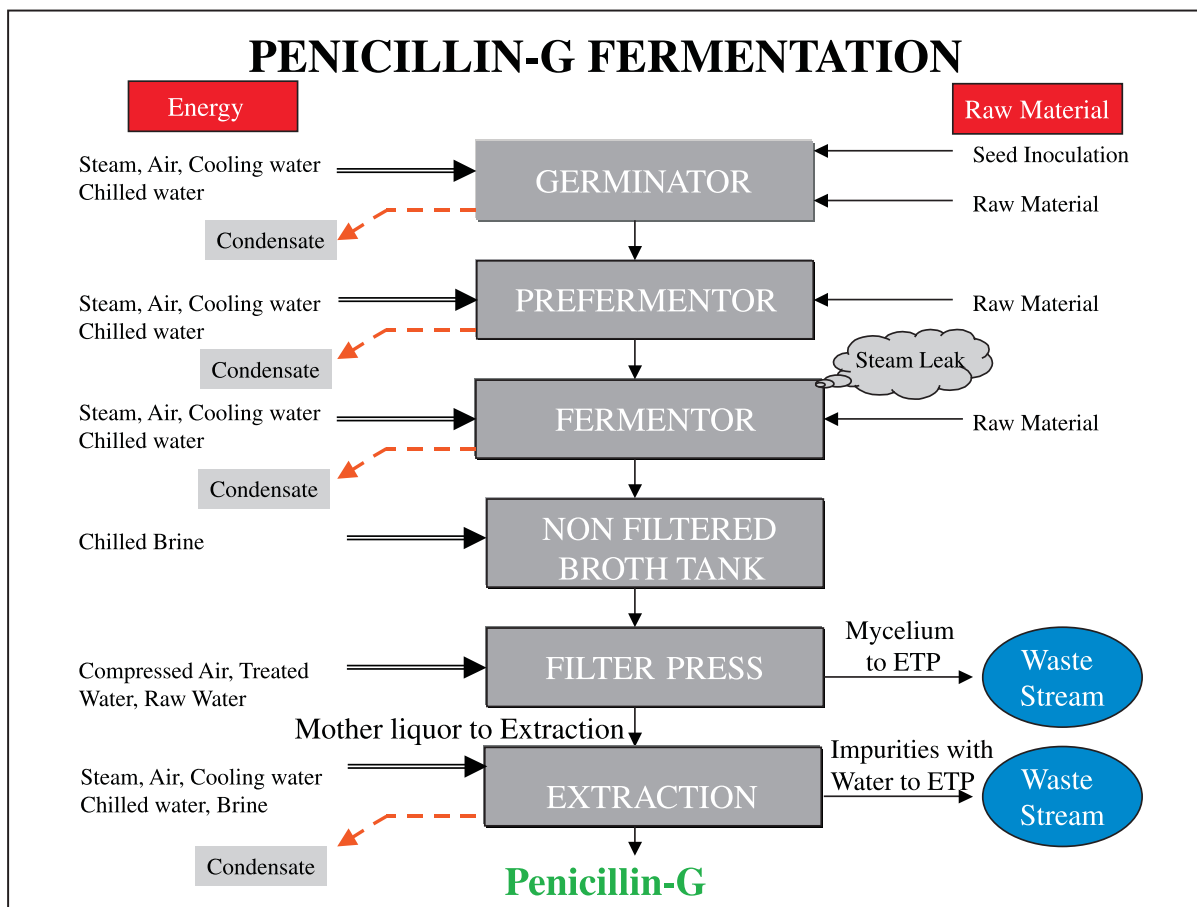 PENICILLIN-G FERMENTATION
Energy
Raw Material
Steam, Air, Cooling water
Chilled water
GERMINATOR
Seed Inoculation
Raw Material
Condensate
Steam, Air, Cooling water
Chilled water
PREFERMENTOR
Raw Material
Condensate
Steam Leak
Steam, Air, Cooling water
Chilled water
FERMENTOR
Raw Material
Condensate
Chilled Brine
NON FILTERED
BROTH TANK
Compressed Air, Treated
Water, Raw Water
FILTER PRESS
Mycelium
to ETP
Waste
Stream
Mother liquor to Extraction
Steam, Air, Cooling water
Chilled water, Brine
EXTRACTION
Impurities with
Water to ETP
Waste
Stream
Condensate
Penicillin-G